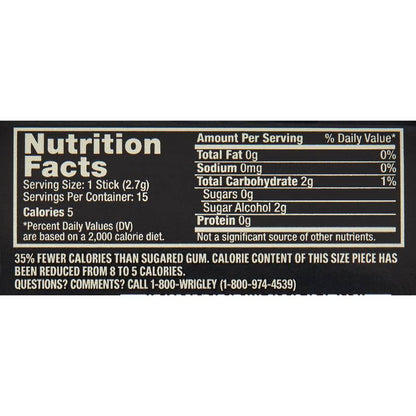 Nutrition
Facts
Serving Size: 1 Stick (2.7g)
Servings Per Container: 15
Calories 5
*Percent Daily Values (DV)
are based on a 2,000 calorie diet.
Amount Per Serving % Daily Value*
Total Fat 0g 0%
Sodium 0mg 0%
Total Carbohydrate 2g 1%
Sugars 0g
Sugar Alcohol 2g
Protein 0g
Not a significant source of other nutrients.
35% FEWER CALORIES THAN SUGARED GUM. CALORIE CONTENT OF THIS SIZE PIECE HAS
BEEN REDUCED FROM 8 TO 5 CALORIES.
QUESTIONS? COMMENTS? CALL 1-800-WRIGLEY (1-800-974-4539)